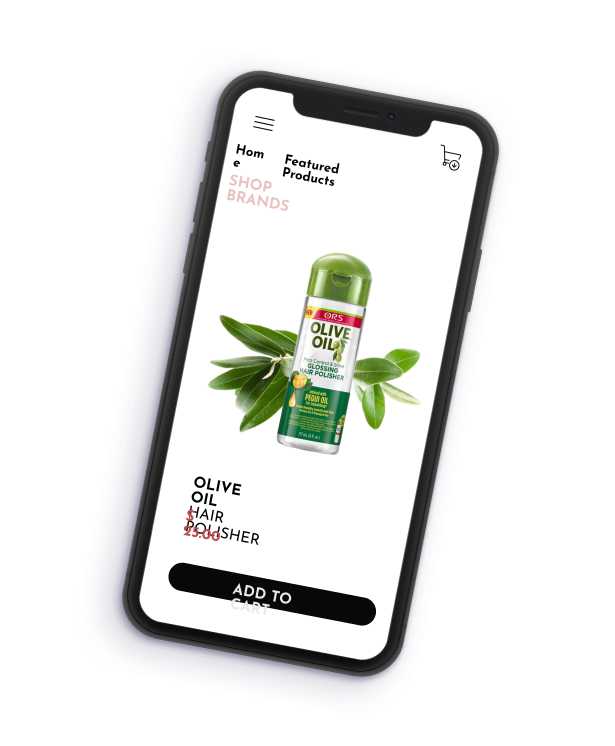 Hom
e
Featured
Products
SHOP
BRANDS
ORS
OLIVE
OIL
Frizz Control & Shine
GLOSSING
HAIR POLISHER
PEQUI OIL
OLIVE
OIL
HAIR
POLISHER
$
25.00
ADD TO
CART